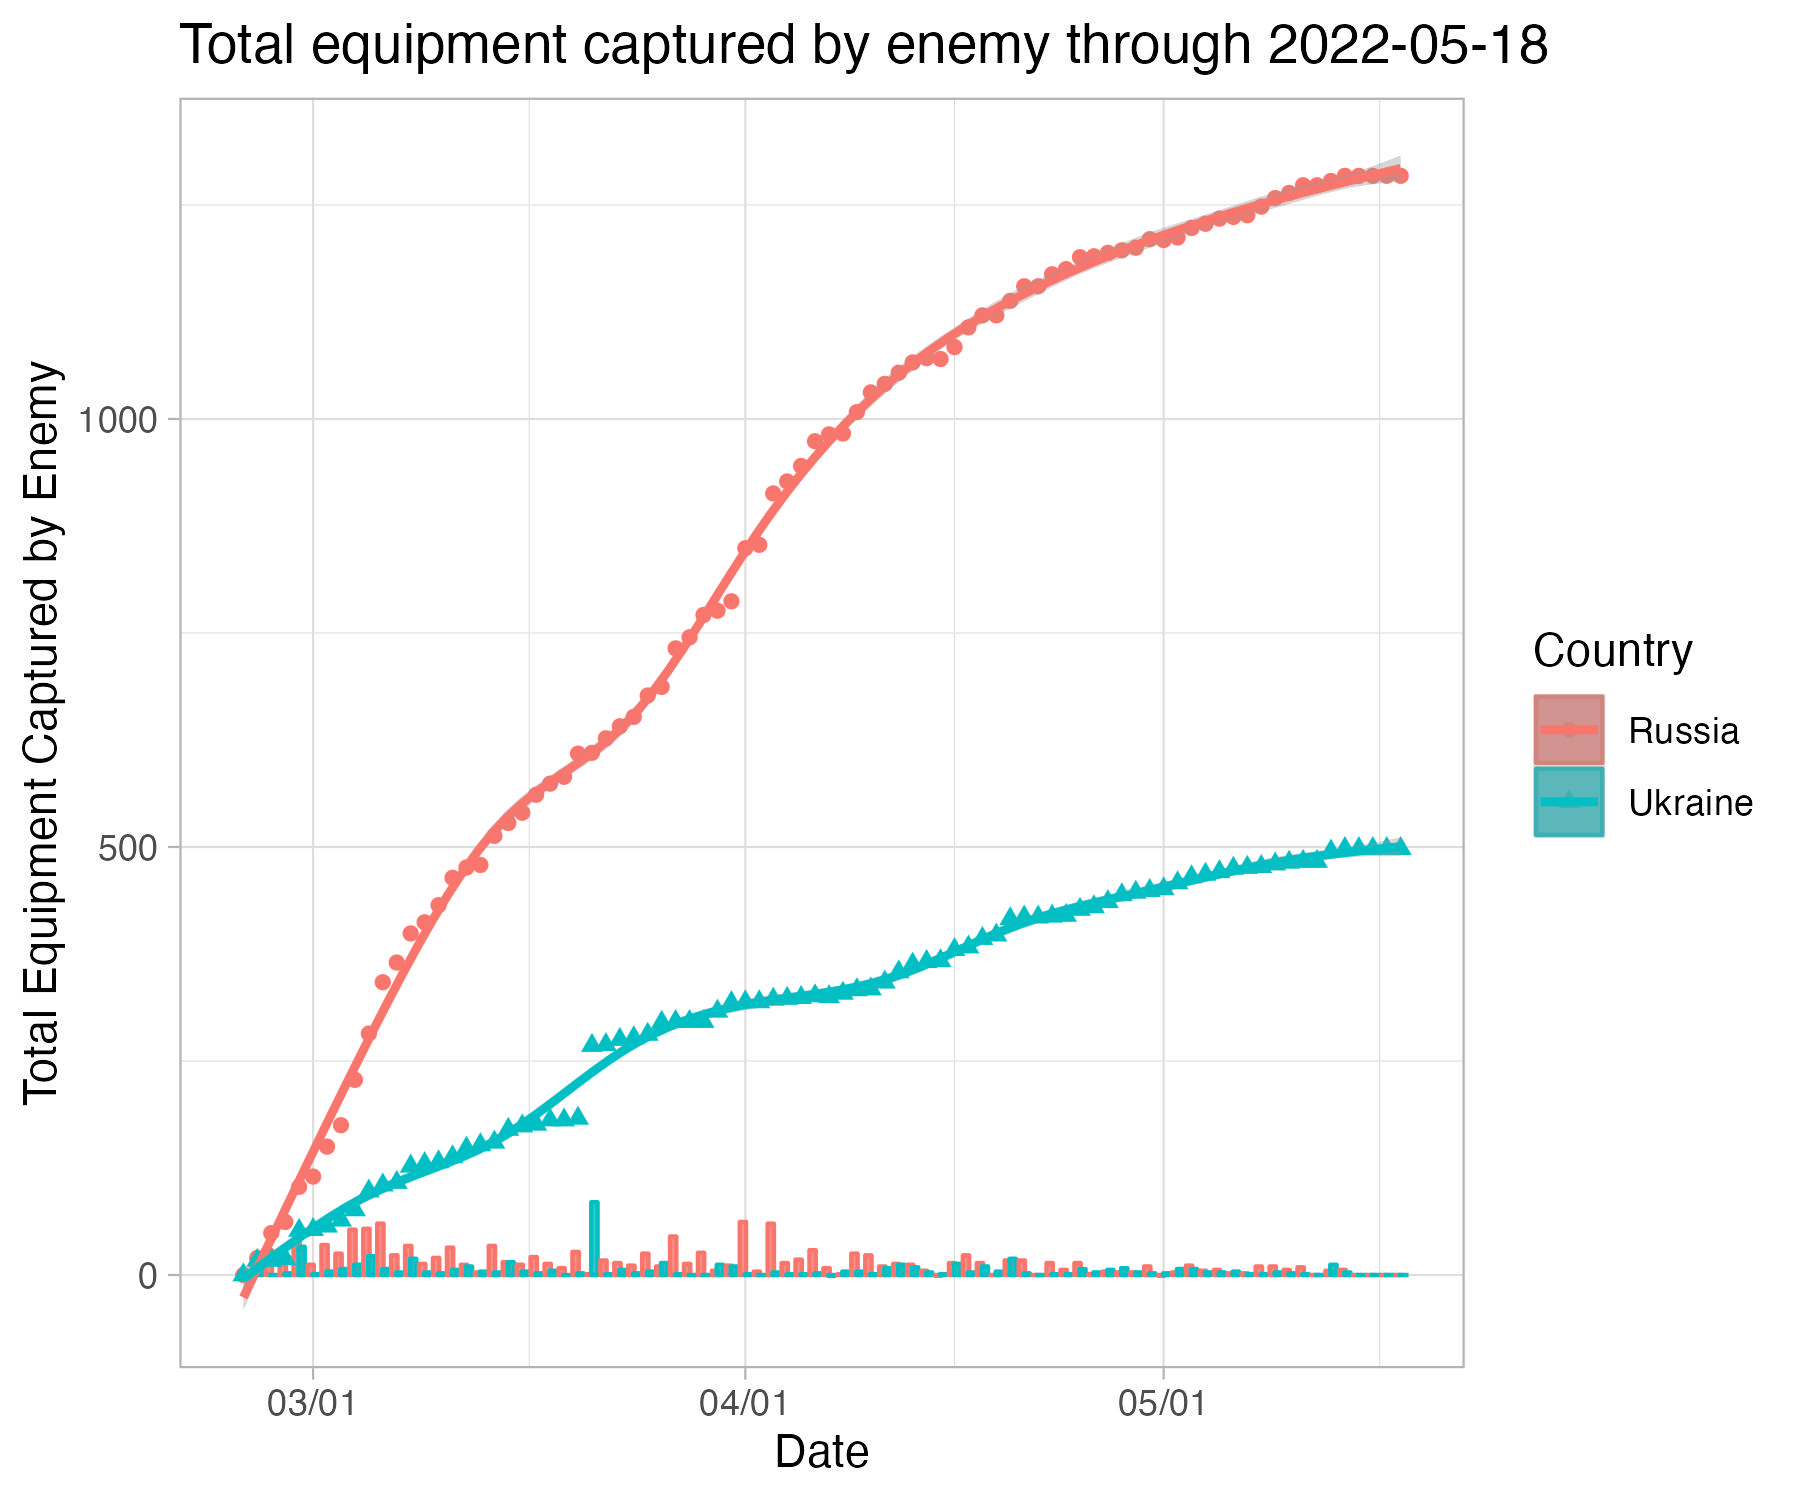 Total equipment captured by enemy through 2022-05-18
Total Equipment Captured by Enemy
1000
500
0
03/01
04/01
05/01
Date
Country
Russia
Ukraine